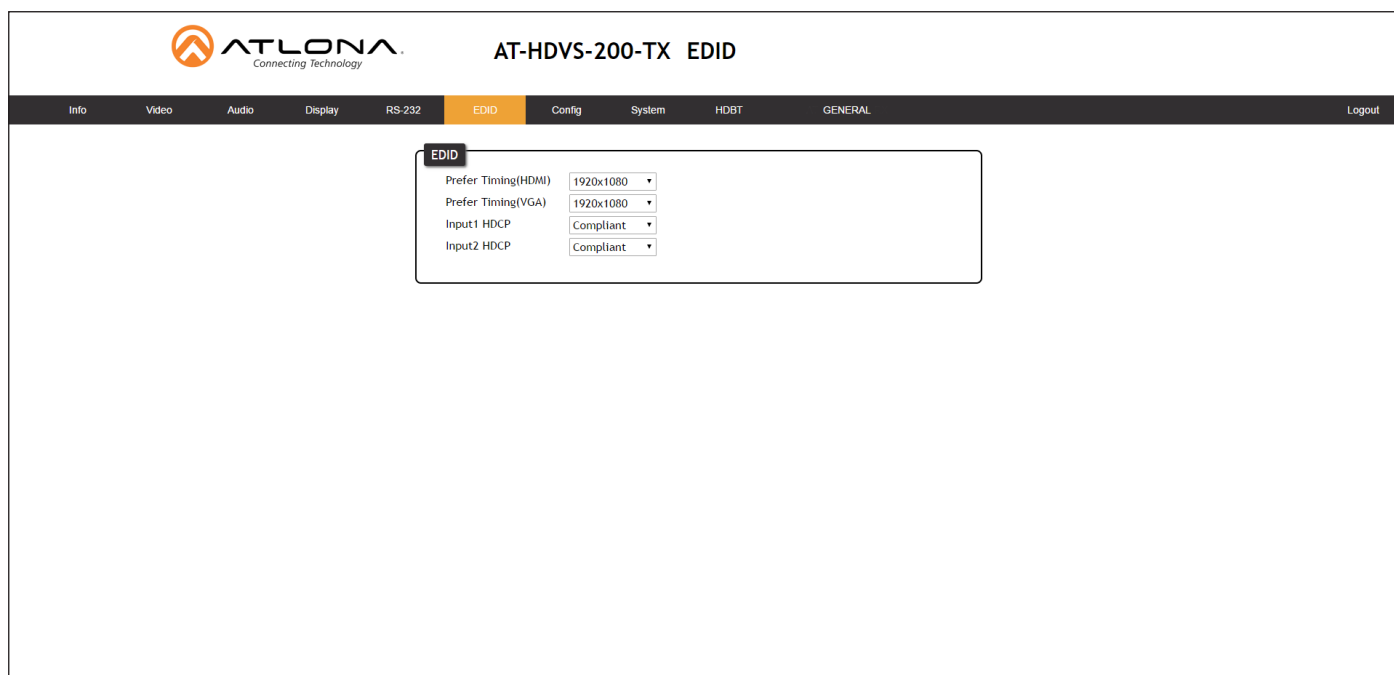 ATLONA.
Connecting Technology
AT-HDVS-200-TX EDID
Info Video Audio Display RS-232 EDID Config System HDBT GENERAL Logout
EDID
Prefer Timing(HDMI) 1920x1080
Prefer Timing(VGA) 1920x1080
Input1 HDCP Compliant
Input2 HDCP Compliant